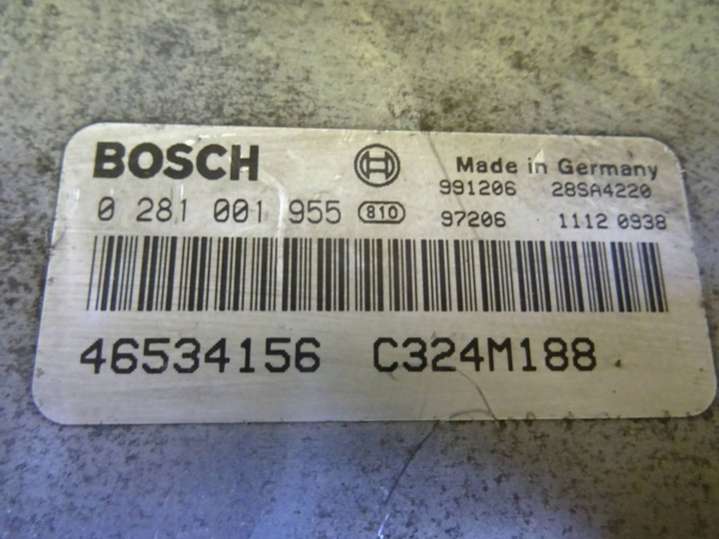 BOSCH Made in Germany
991206 28SA4220
0 281 001 955 810 97206 1112 0938
46534156 C324M188